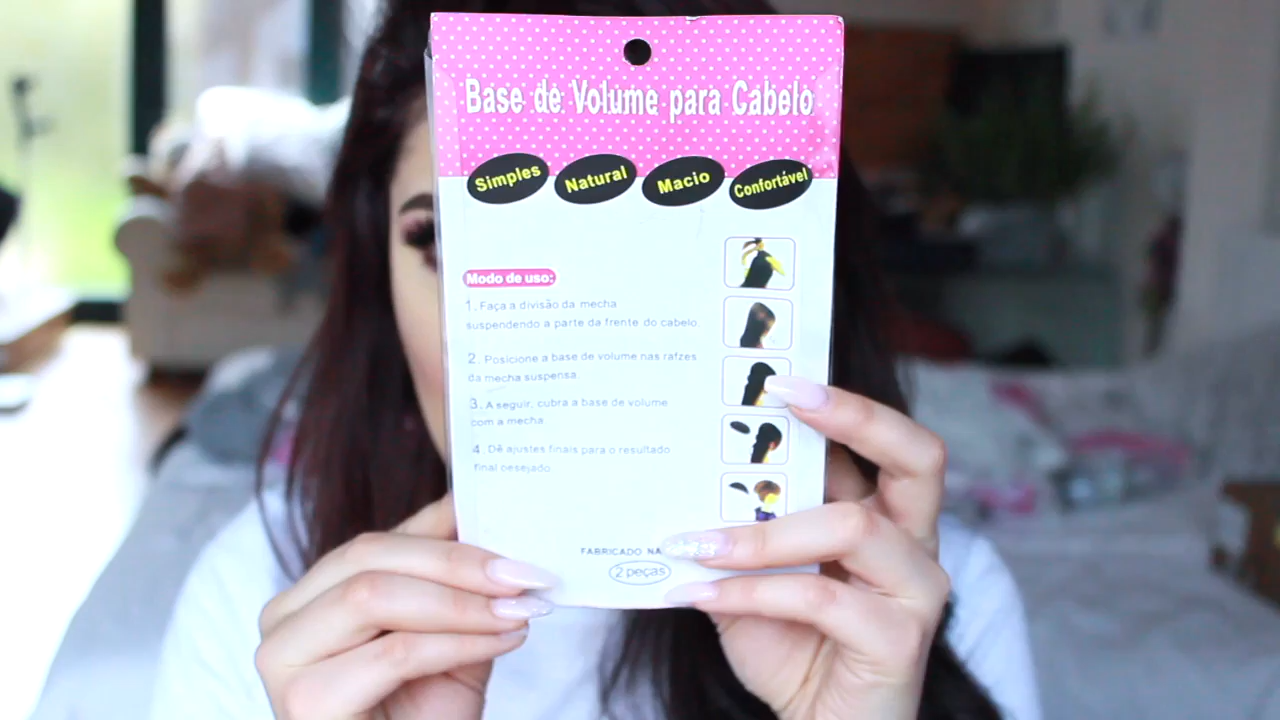 Base de Volume para Cabelo
Simples Natural Macio Confortável
Modo de uso:
1. Faça a divisão da mecha
suspendendo a parte da frente do cabelo.
2. Posicione a base de volume nas rafzes
da mecha suspensa.
3. A seguir, cubra a base de volume
com a mecha
4. Dê ajustes finais para o resultado
final desejado.
FABRICADO NA
2 peças